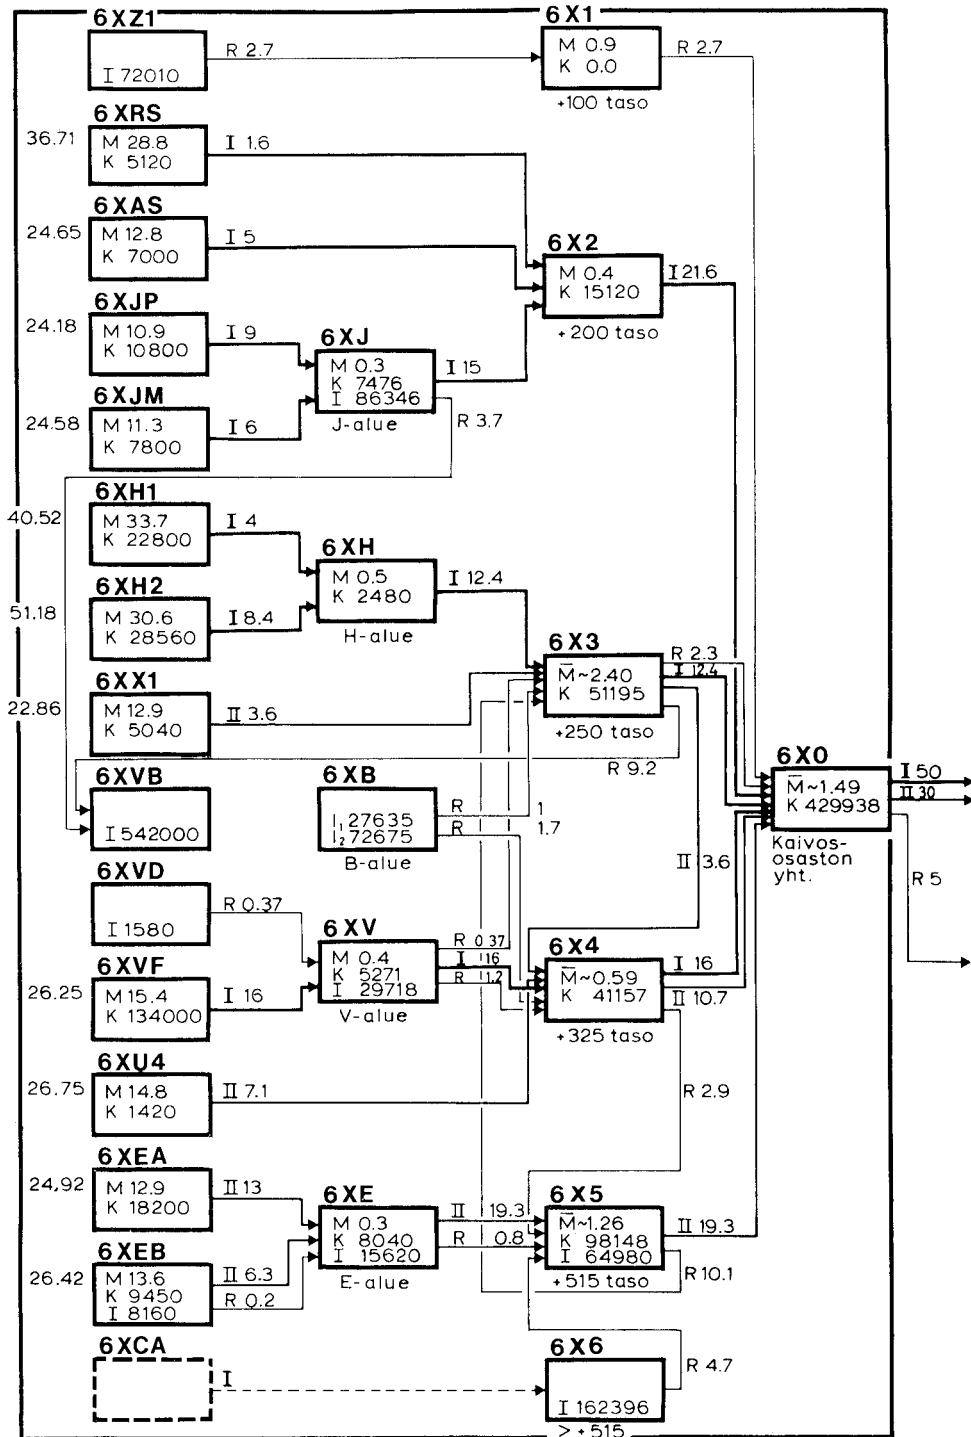 6XZ1
I 72010
R 2.7
6X1
M 0.9
K 0.0
+100 taso
R 2.7
36.71
6XRS
M 28.8
K 5120
I 1.6
24.65
6XAS
M 12.8
K 7000
I 5
6X2
M 0.4
K 15120
+200 taso
I 21.6
24.18
6XJP
M 10.9
K 10800
I 9
6XJ
M 0.3
K 7476
I 86346
J-alue
I 15
R 3.7
24.58
6XJM
M 11.3
K 7800
I 6
40.52
6XH1
M 33.7
K 22800
I 4
6XH
M 0.5
K 2480
H-alue
I 12.4
51.18
6XH2
M 30.6
K 28560
I 8.4
6X3
M~2.40
K 51195
+250 taso
R 2.3
I 12.4
R 9.2
22.86
6XX1
M 12.9
K 5040
II 3.6
6XVB
I 542000
6XB
I1 27635
I2 72675
B-alue
R 1
R 1.7
6X0
M~1.49
K 429938
Kaivos-
osaston
yht.
I 50
II 30
R 5
II 3.6
6XVD
I 1580
R 0.37
6XV
M 0.4
K 5271
I 29718
V-alue
R 0.37
I 16
R 1.2
6X4
M~0.59
K 41157
+325 taso
I 16
II 10.7
R 2.9
26.25
6XVF
M 15.4
K 134000
I 16
26.75
6XU4
M 14.8
K 1420
II 7.1
24,92
6XEA
M 12.9
K 18200
II 13
6XE
M 0.3
K 8040
I 15620
E-alue
II 19.3
R 0.8
6X5
M~1.26
K 98148
I 64980
+515 taso
II 19.3
R 10.1
26.42
6XEB
M 13.6
K 9450
I 8160
II 6.3
R 0.2
6XCA
I
6X6
I 162396
> +515
R 4.7